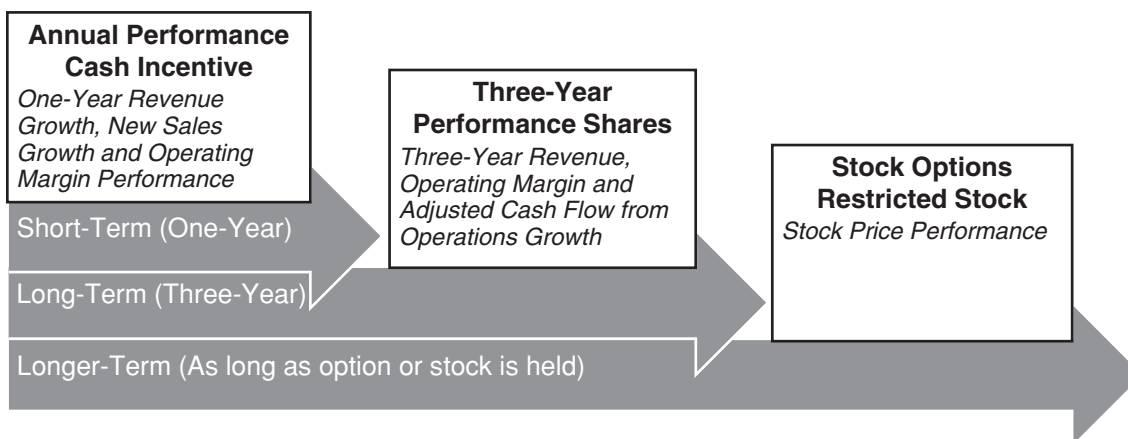 Annual Performance
Cash Incentive
One-Year Revenue
Growth, New Sales
Growth and Operating
Margin Performance
Short-Term (One-Year)
Three-Year
Performance Shares
Three-Year Revenue,
Operating Margin and
Adjusted Cash Flow from
Operations Growth
Long-Term (Three-Year)
Stock Options
Restricted Stock
Stock Price Performance
Longer-Term (As long as option or stock is held)